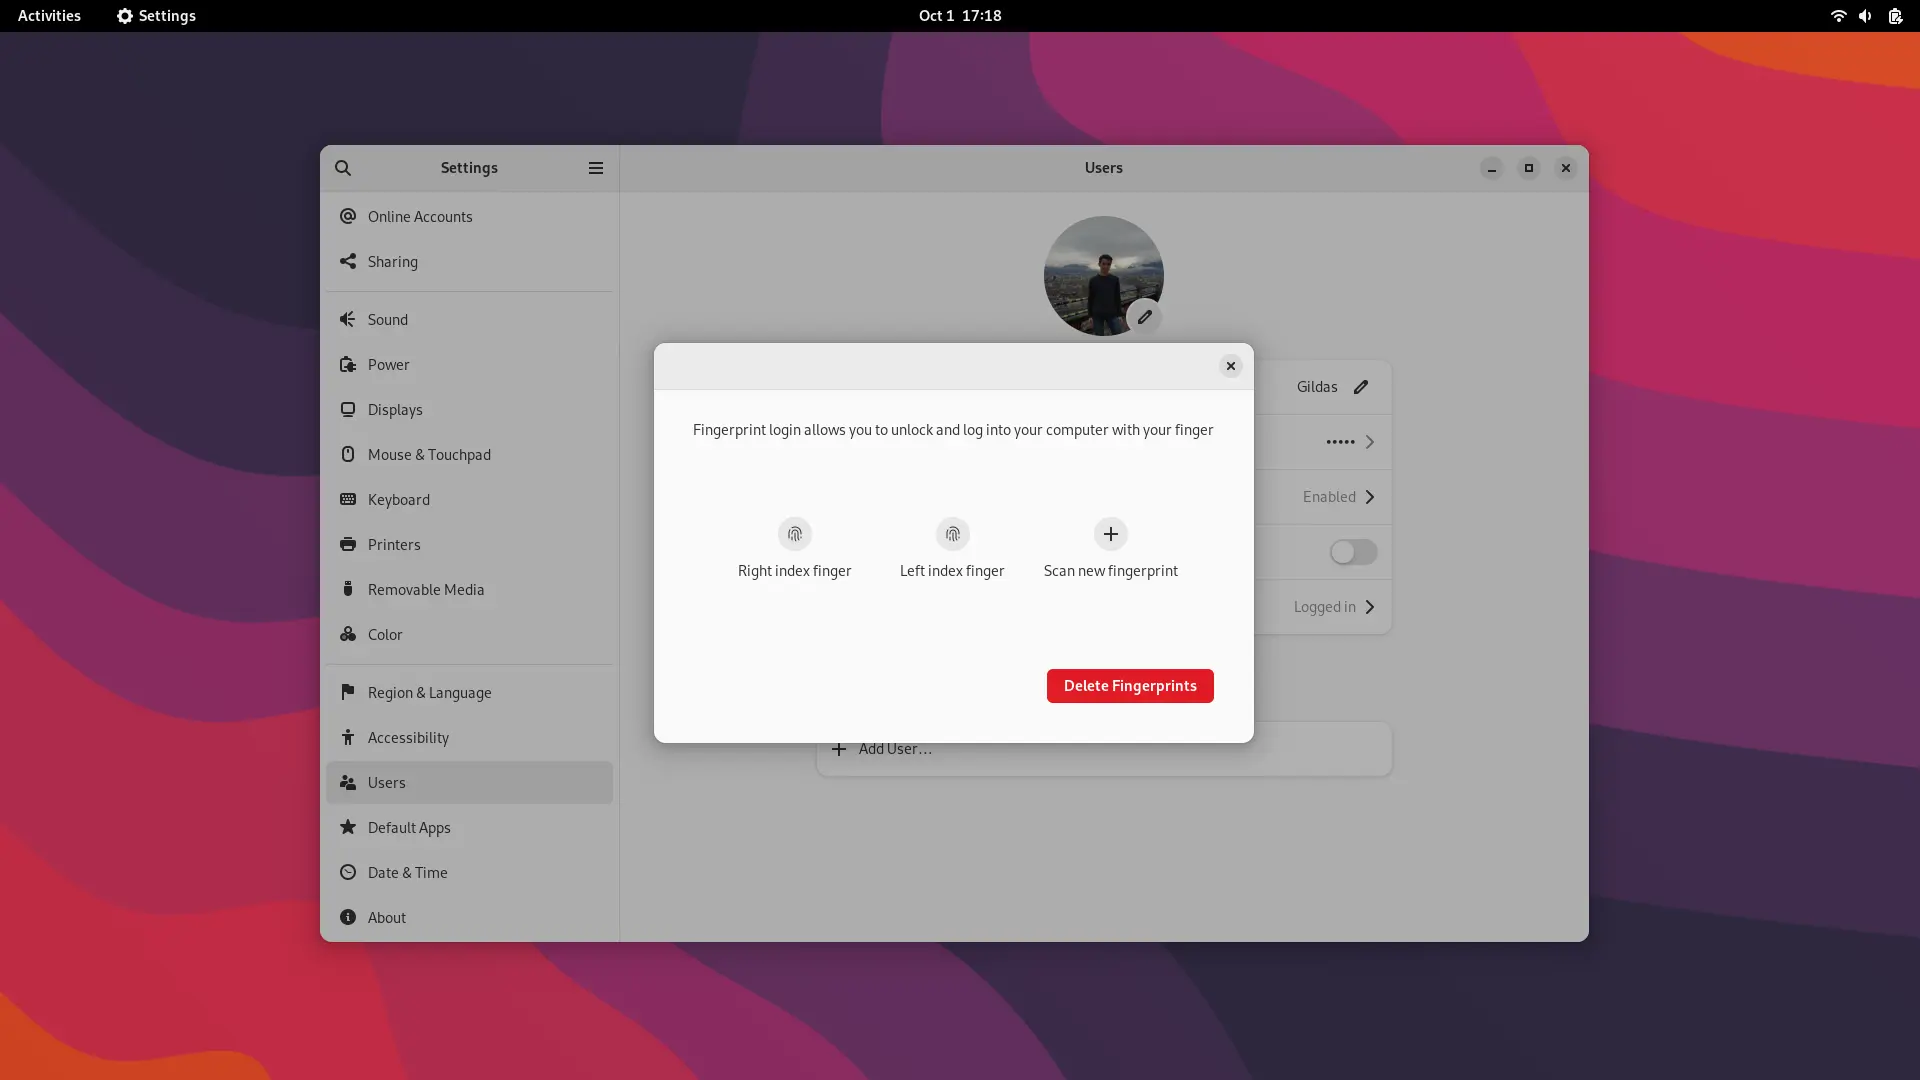 Activities
Settings
Oct 1 17:18
Settings
Users
Online Accounts
Sharing
Sound
Power
Displays
Mouse & Touchpad
Keyboard
Printers
Removable Media
Color
Region & Language
Accessibility
Users
Default Apps
Date & Time
About
Gildas
•••••
Enabled
Logged in
Add User…
Fingerprint login allows you to unlock and log into your computer with your finger
Right index finger
Left index finger
Scan new fingerprint
Delete Fingerprints